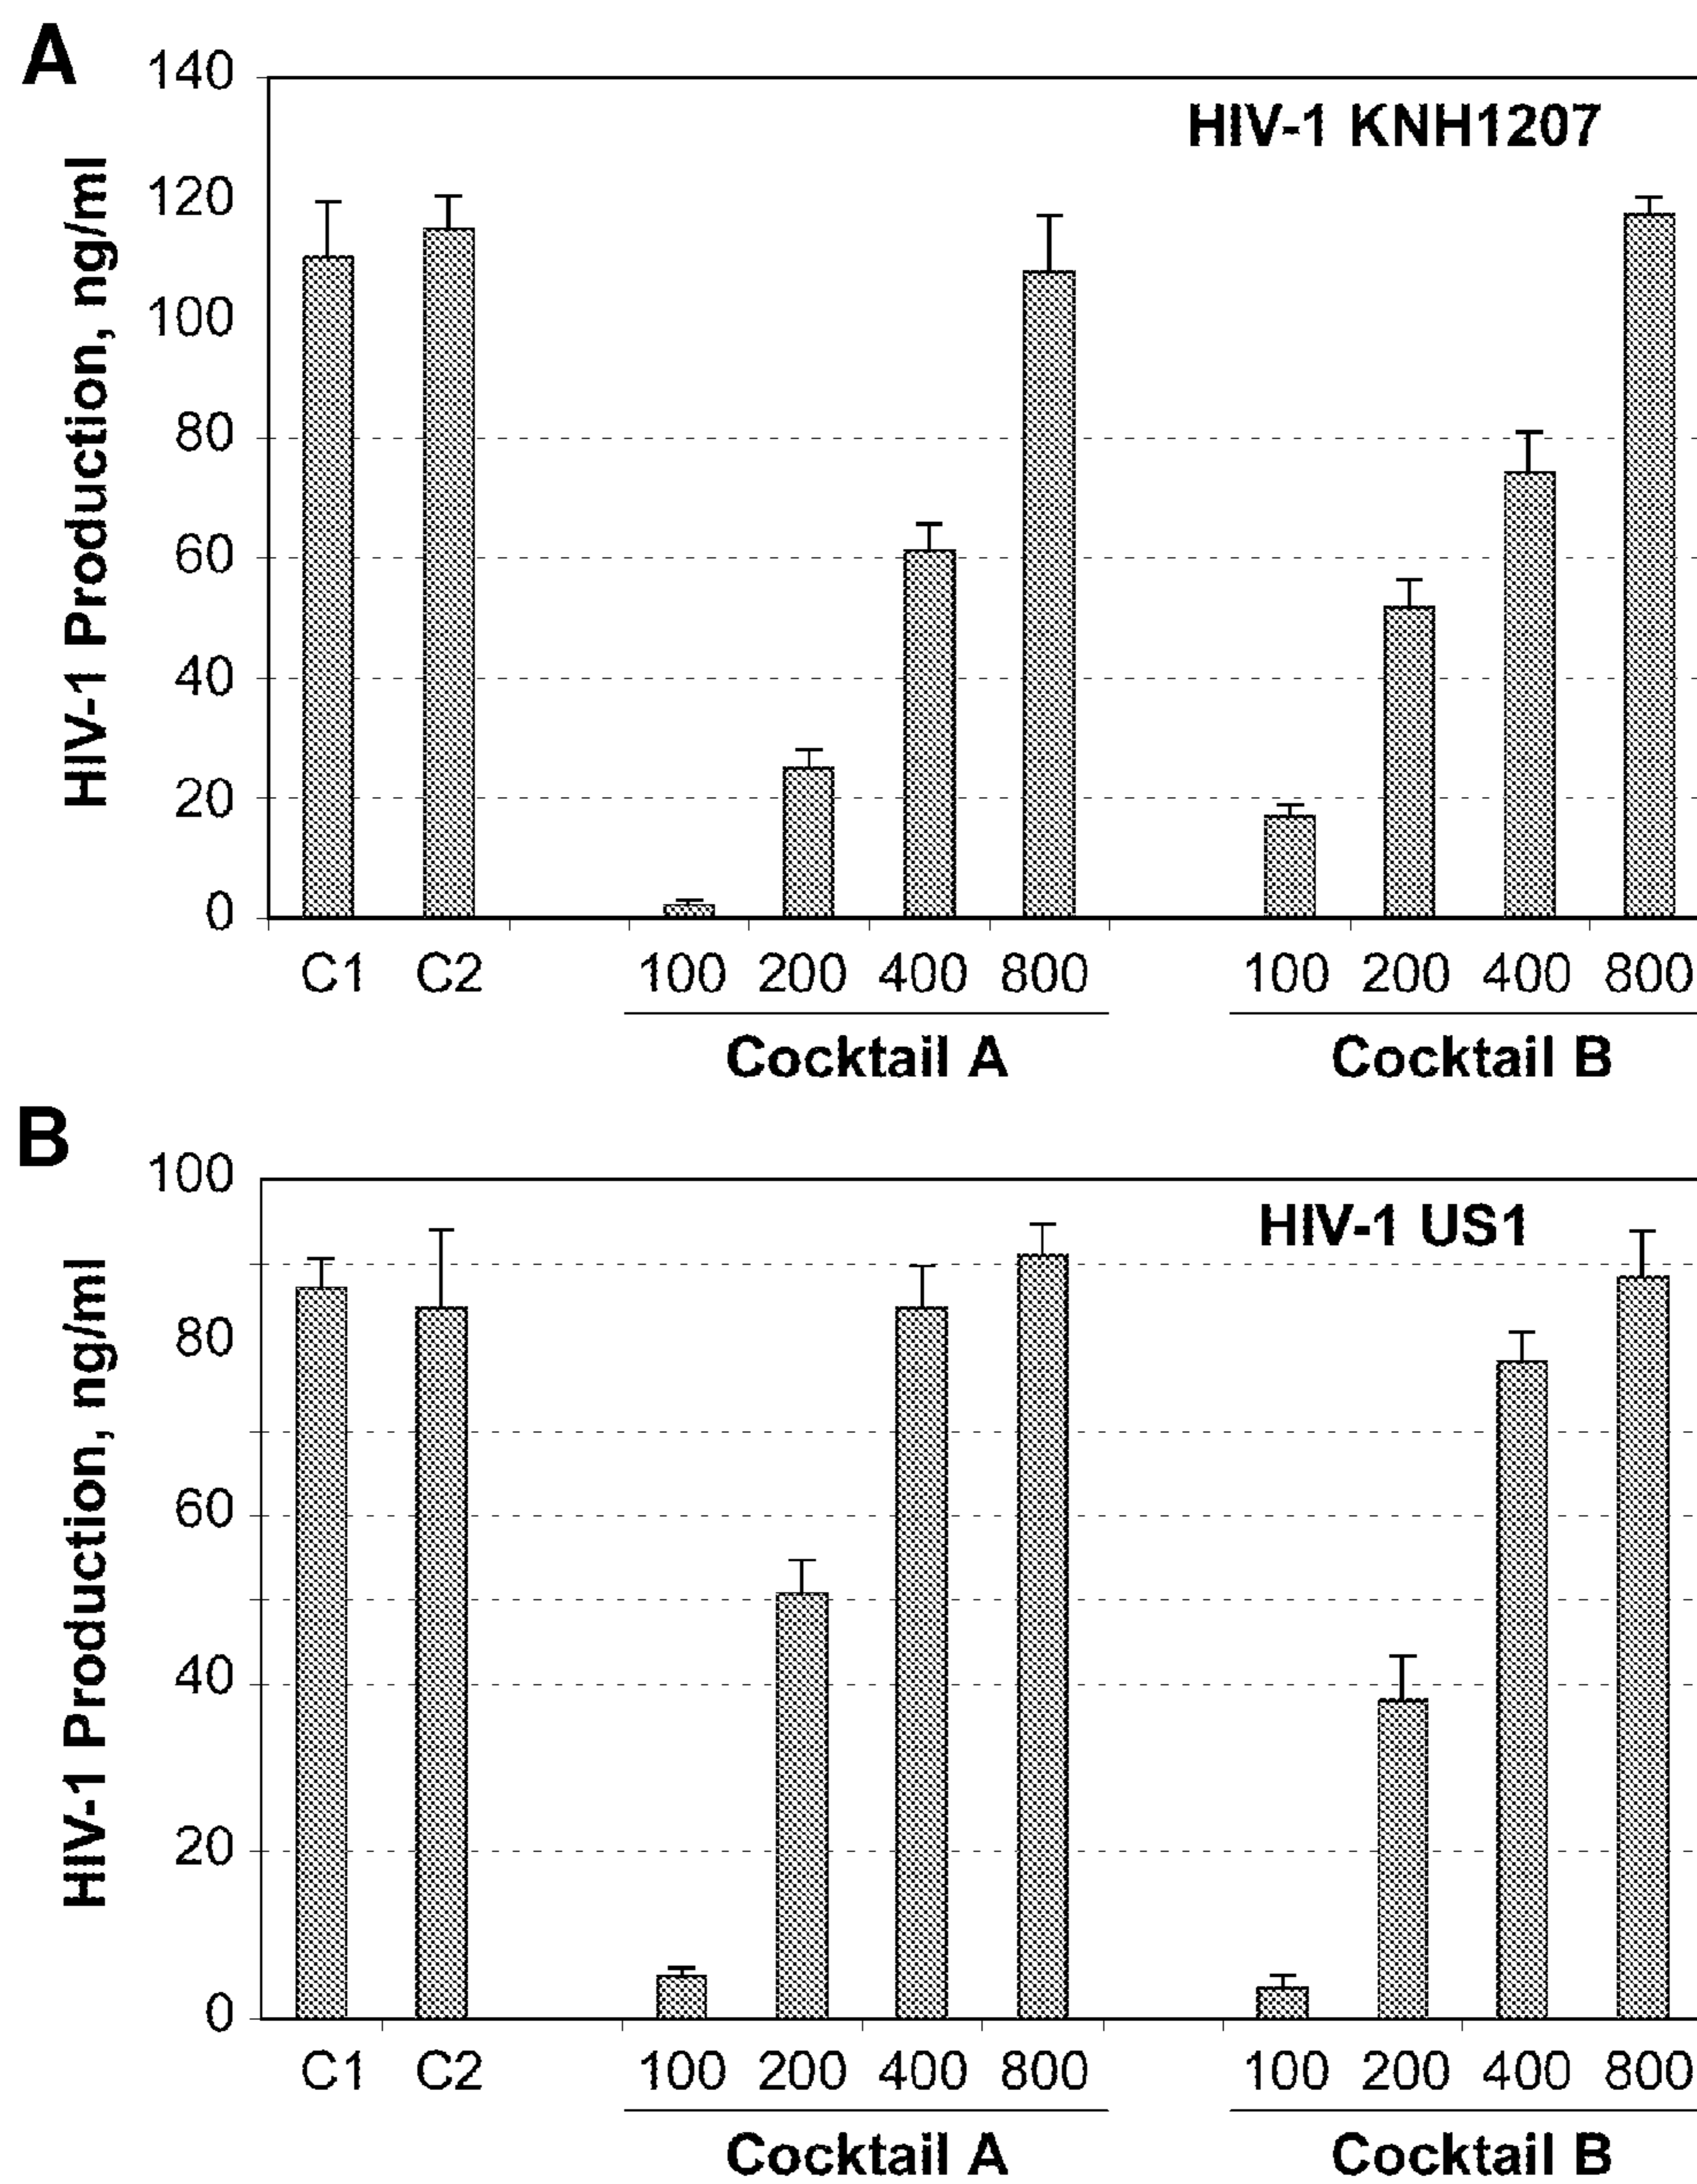 A
HIV-1 Production, ng/ml
140
120
100
80
60
40
20
0
HIV-1 KNH1207
C1 C2 100 200 400 800 100 200 400 800
Cocktail A Cocktail B
B
HIV-1 Production, ng/ml
100
80
60
40
20
0
HIV-1 US1
C1 C2 100 200 400 800 100 200 400 800
Cocktail A Cocktail B